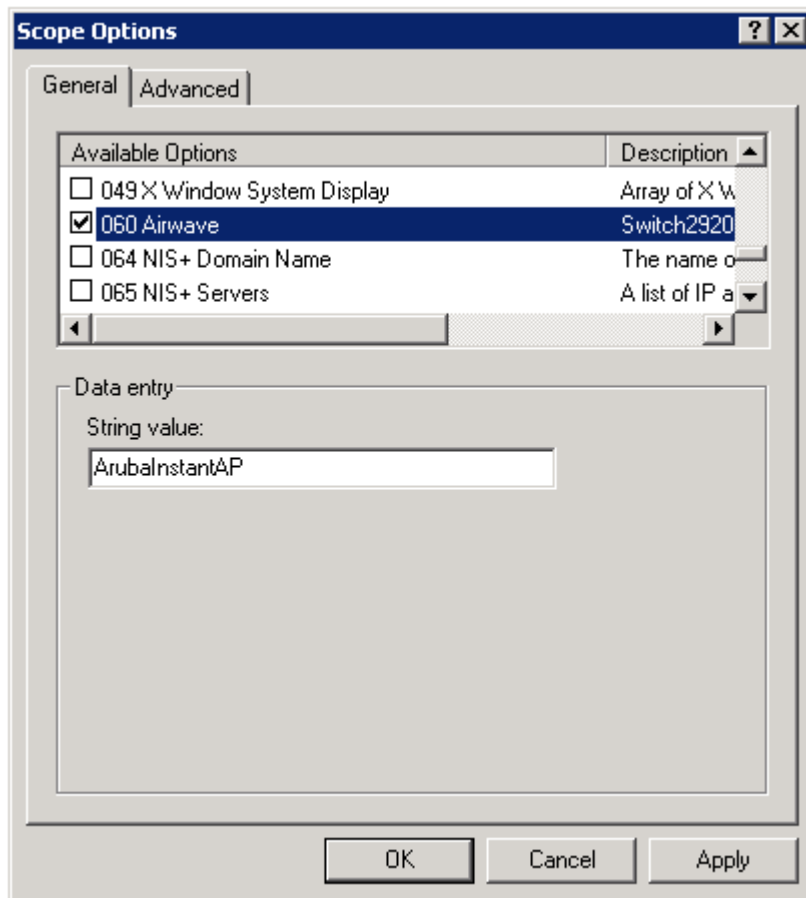 Scope Options
General Advanced
Available Options Description
049 X Window System Display Array of X W
060 Airwave Switch2920
064 NIS+ Domain Name The name o
065 NIS+ Servers A list of IP a
Data entry
String value:
ArubaInstantAP
OK Cancel Apply